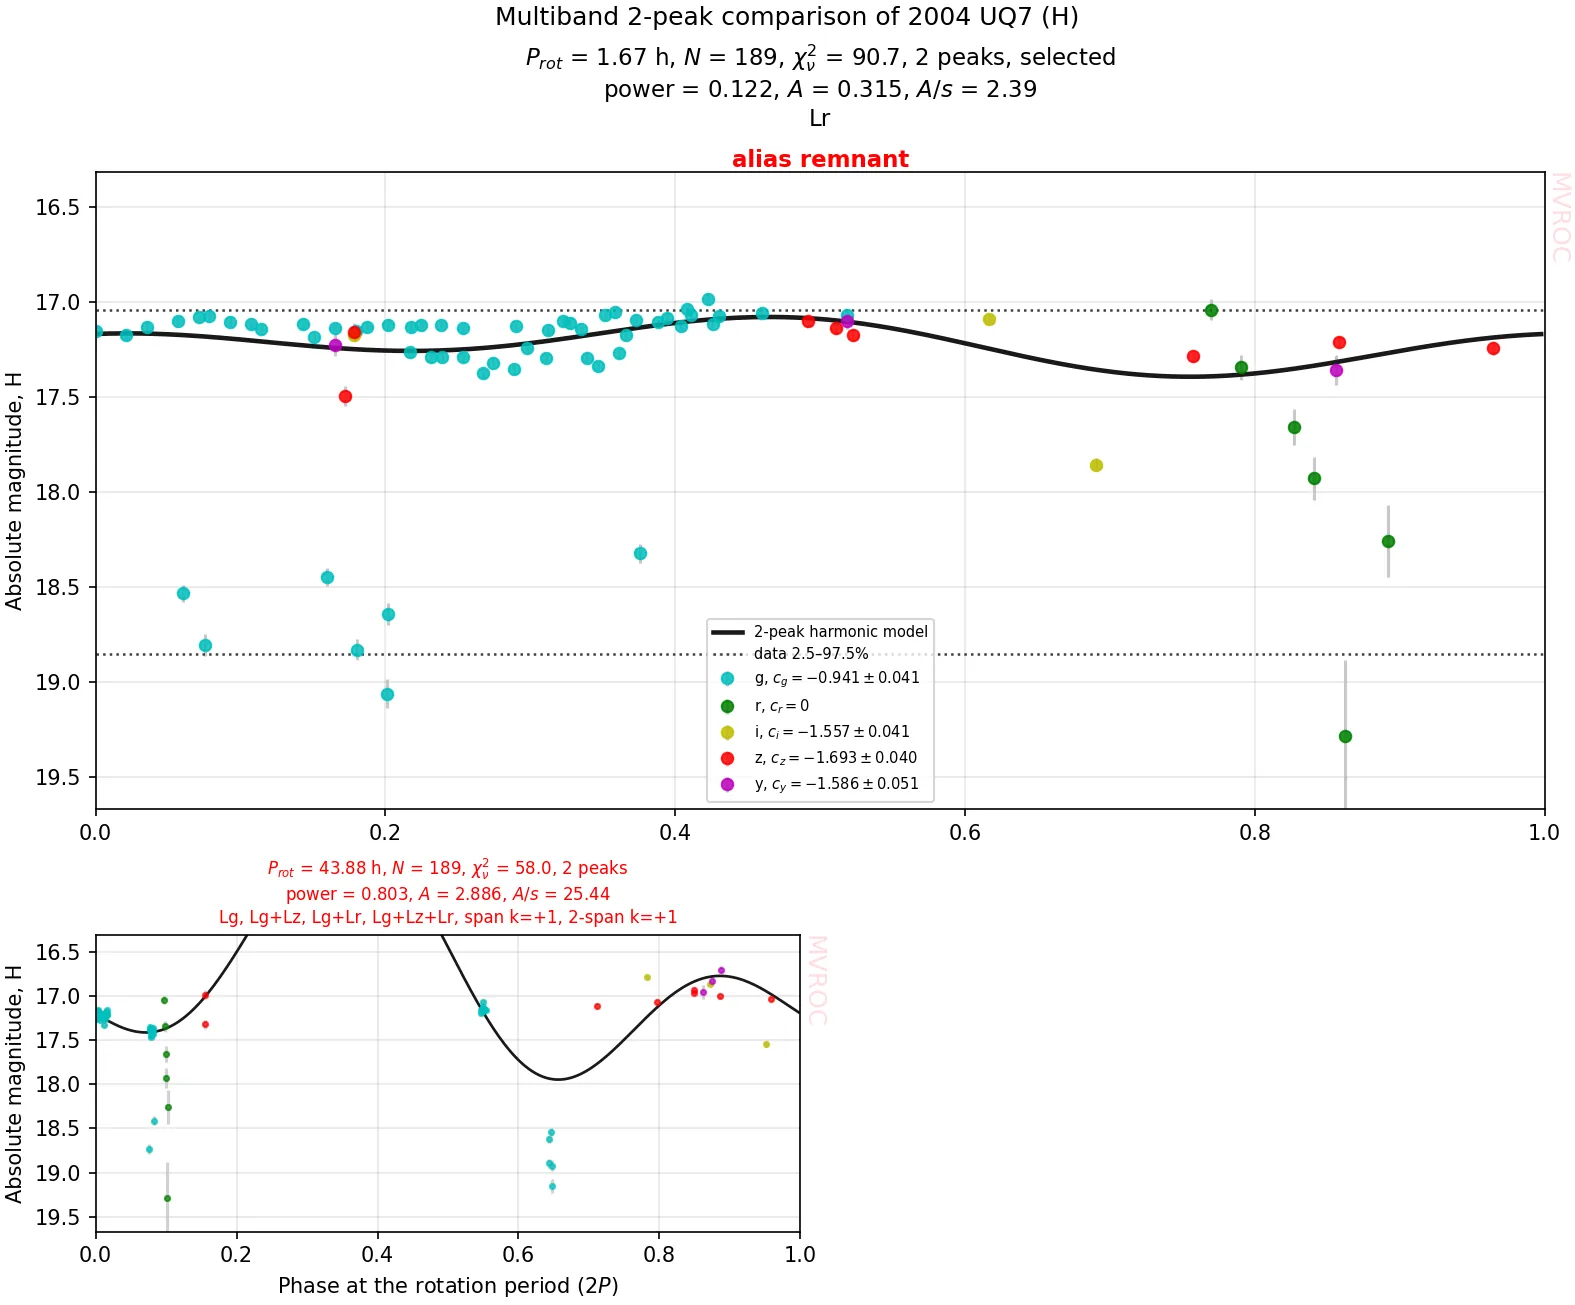 Multiband 2-peak comparison of 2004 UQ7 (H)
P_rot = 1.67 h, N = 189, χ²_ν = 90.7, 2 peaks, selected
power = 0.122, A = 0.315, A/s = 2.39
Lr
alias remnant
MVROC
Absolute magnitude, H
16.5
17.0
17.5
18.0
18.5
19.0
19.5
2-peak harmonic model
data 2.5–97.5%
g, c_g = −0.941 ± 0.041
r, c_r = 0
i, c_i = −1.557 ± 0.041
z, c_z = −1.693 ± 0.040
y, c_y = −1.586 ± 0.051
0.0 0.2 0.4 0.6 0.8 1.0
P_rot = 43.88 h, N = 189, χ²_ν = 58.0, 2 peaks
power = 0.803, A = 2.886, A/s = 25.44
Lg, Lg+Lz, Lg+Lr, Lg+Lz+Lr, span k=+1, 2-span k=+1
MVROC
Absolute magnitude, H
16.5
17.0
17.5
18.0
18.5
19.0
19.5
0.0 0.2 0.4 0.6 0.8 1.0
Phase at the rotation period (2P)